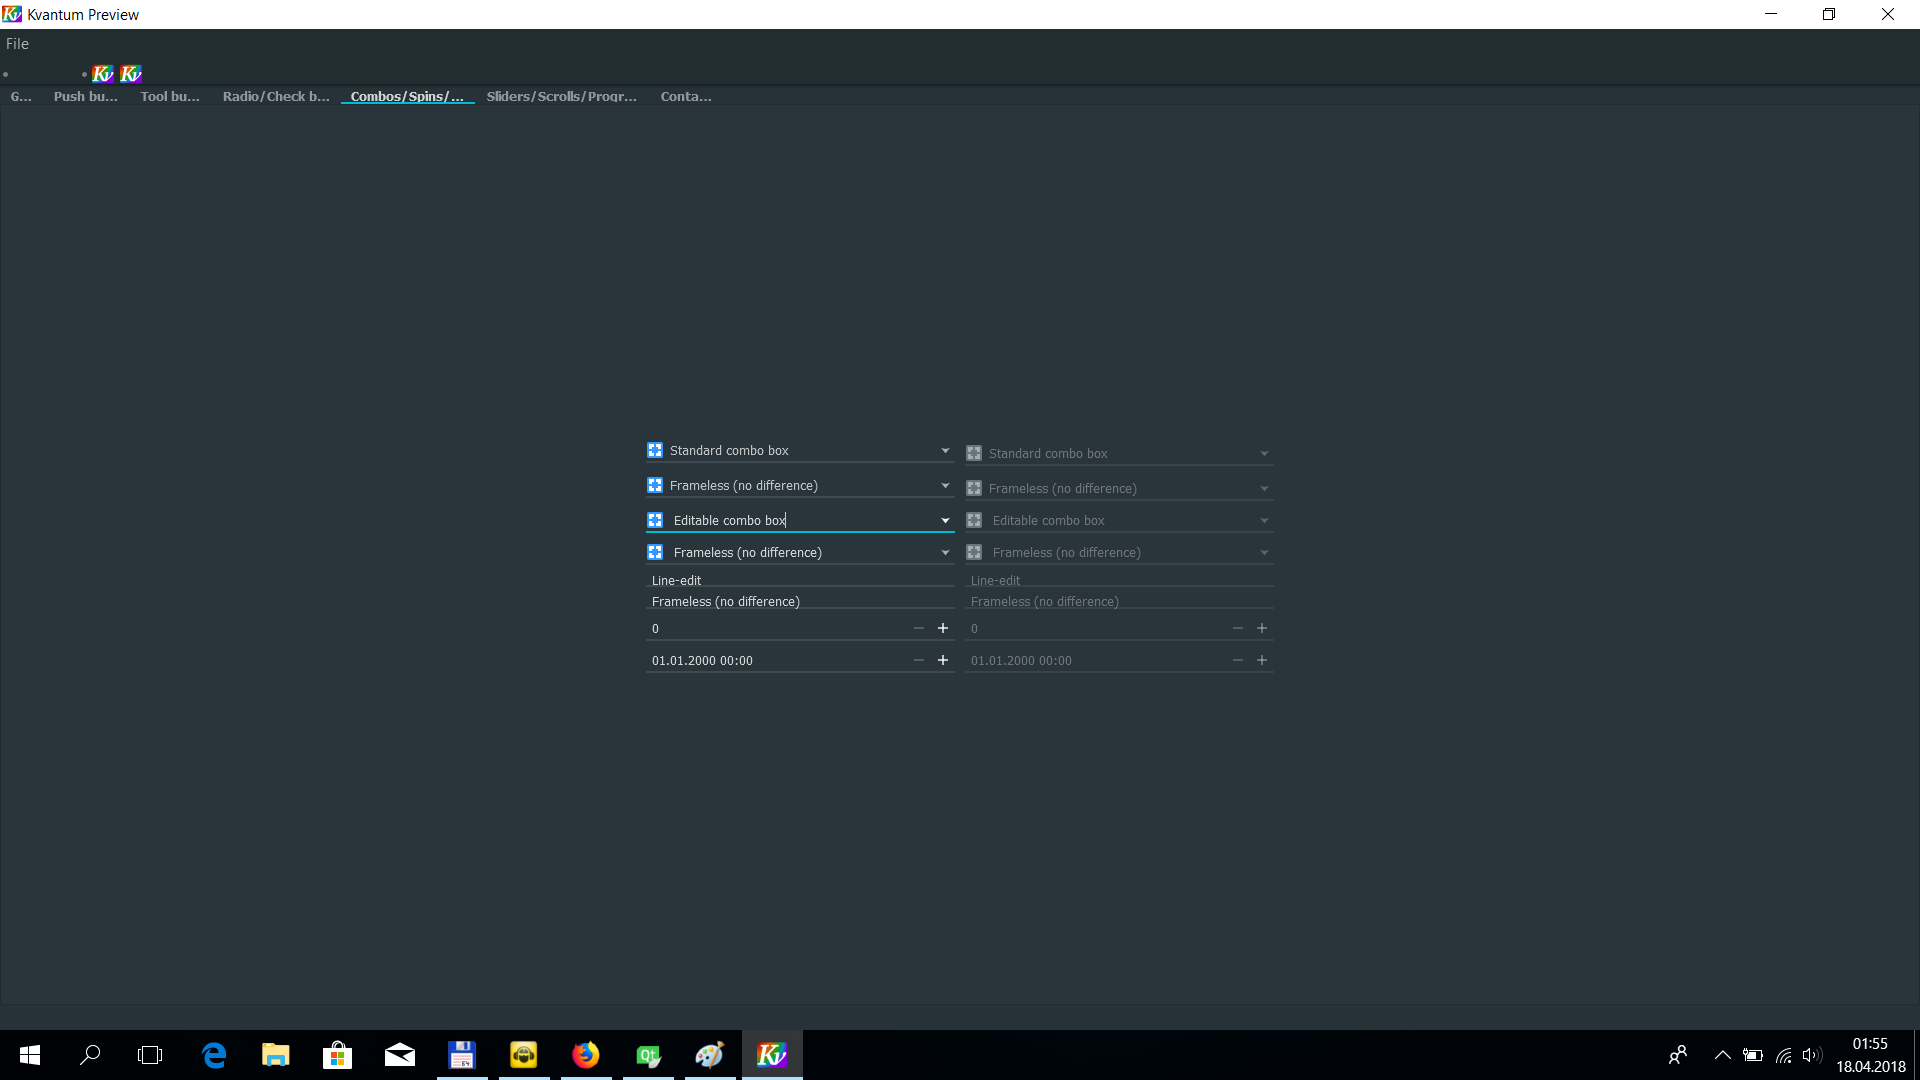 Kvantum Preview
File
G... Push bu... Tool bu... Radio/Check b... Combos/Spins/... Sliders/Scrolls/Progr... Conta...
Standard combo box Standard combo box
Frameless (no difference) Frameless (no difference)
Editable combo box Editable combo box
Frameless (no difference) Frameless (no difference)
Line-edit Line-edit
Frameless (no difference) Frameless (no difference)
0 0
01.01.2000 00:00 01.01.2000 00:00
01:55
18.04.2018